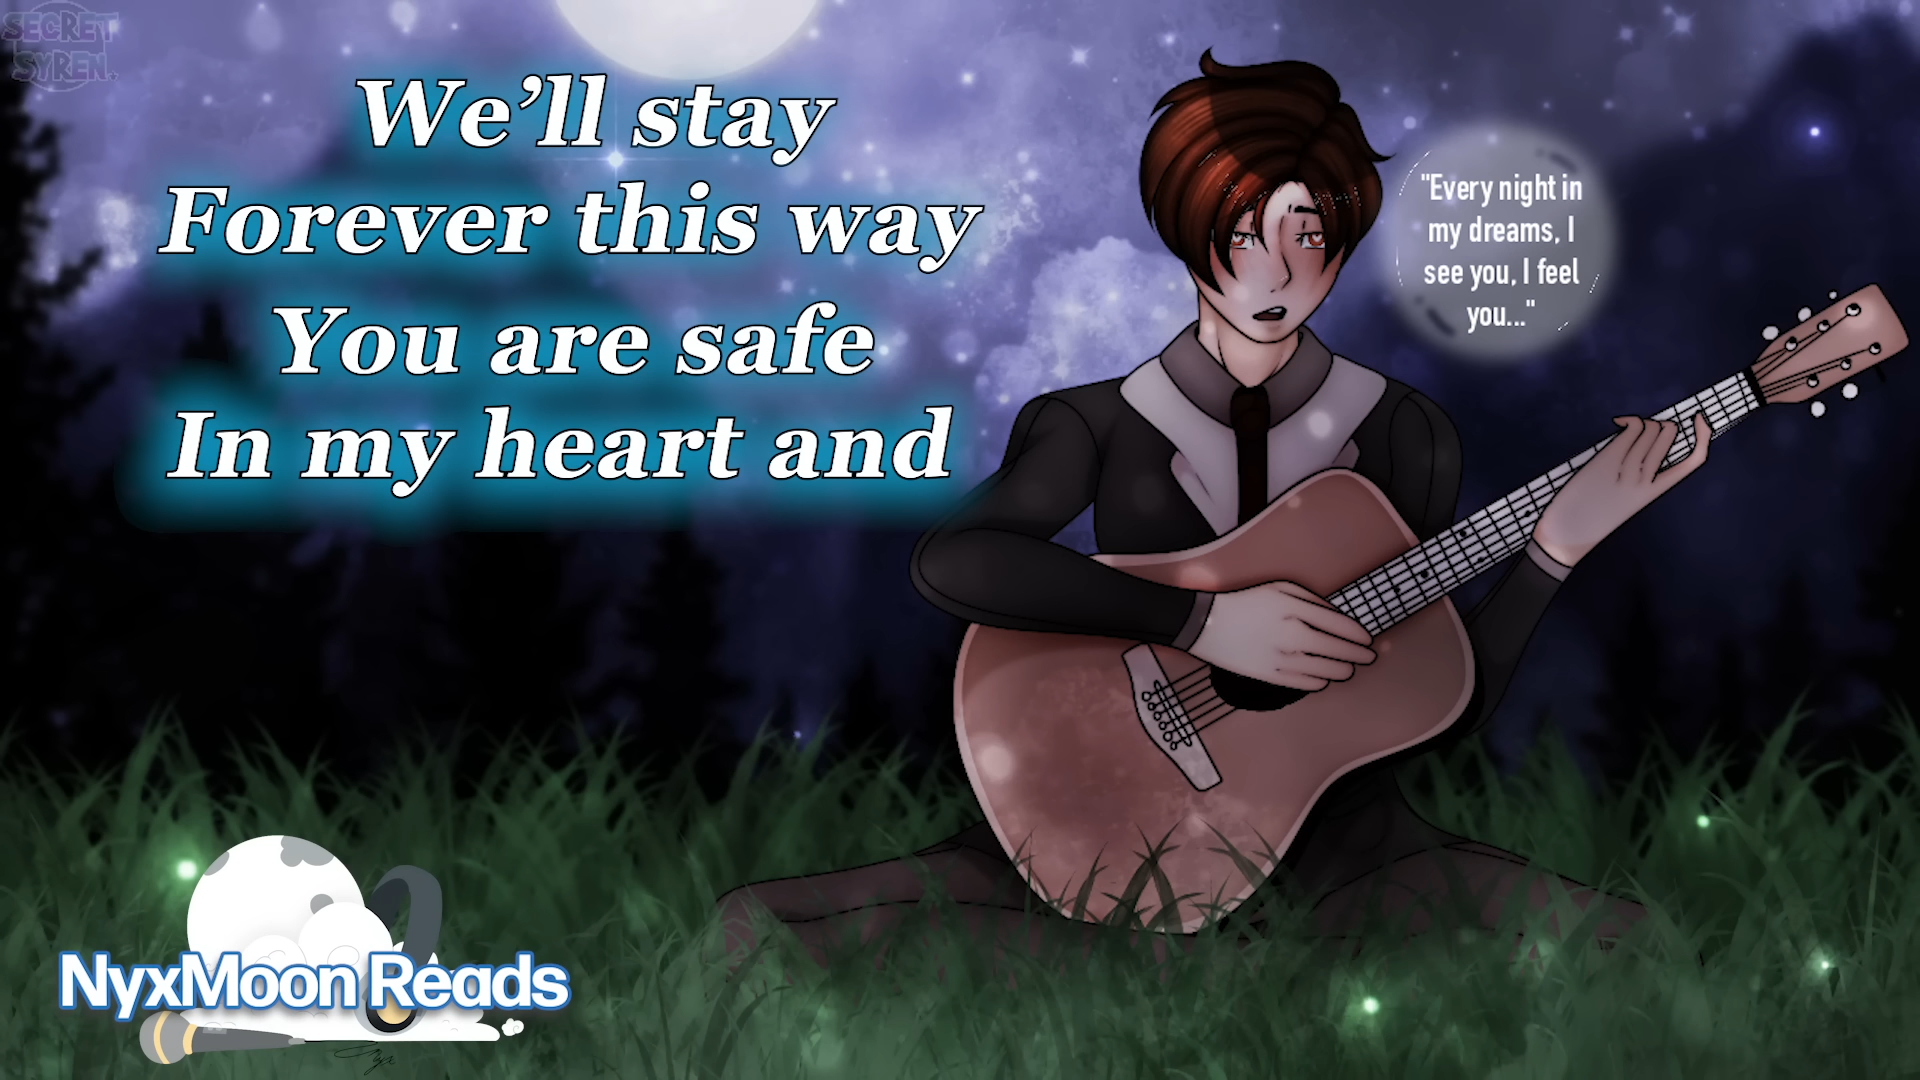 SECRET
SYREN
We'll stay
Forever this way
You are safe
In my heart and
"Every night in
my dreams, I
see you, I feel
you..."
NyxMoon Reads